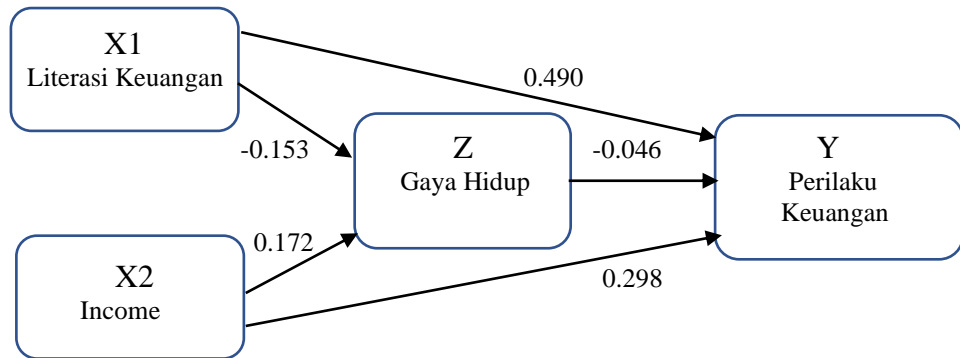 X1
Literasi Keuangan
0.490
-0.153
Z
Gaya Hidup
-0.046
Y
Perilaku
Keuangan
X2
Income
0.172
0.298